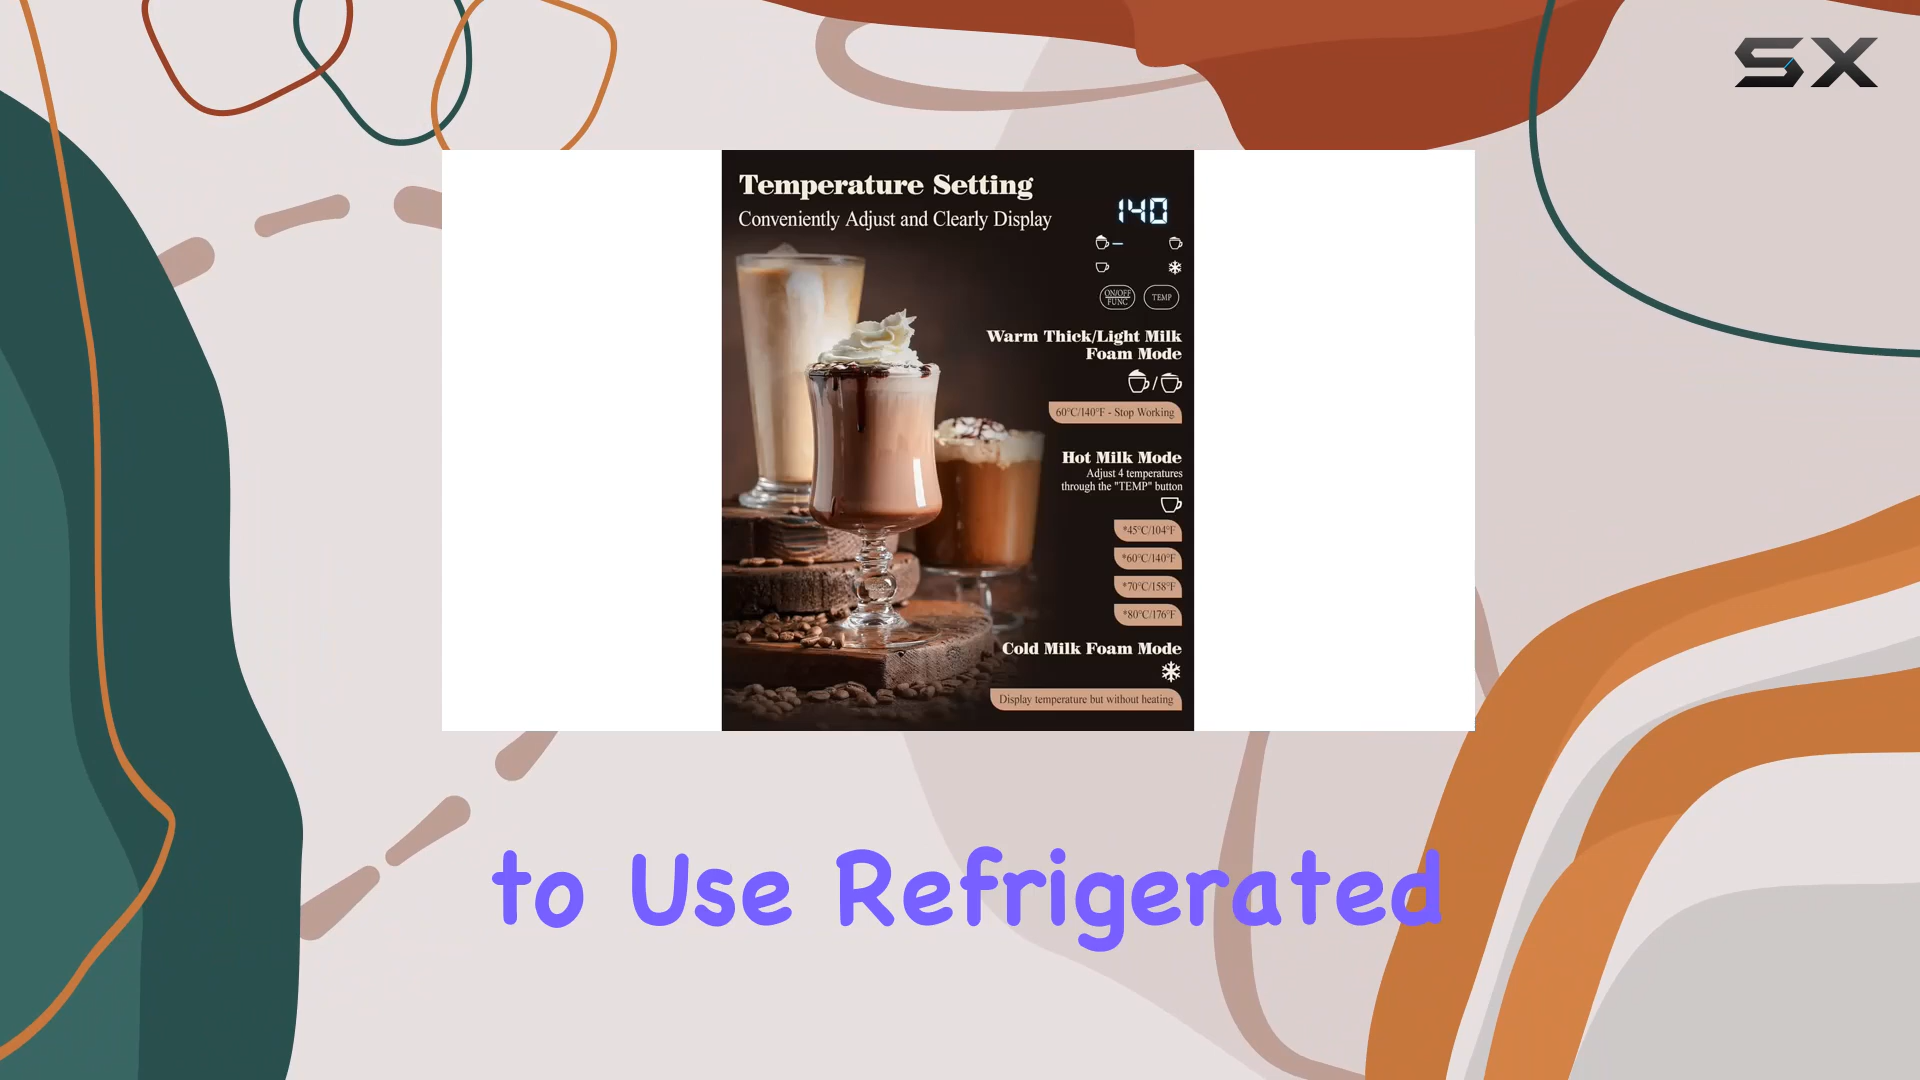 SX
Temperature Setting
Conveniently Adjust and Clearly Display
140
ON/OFF
FUNC
TEMP
Warm Thick/Light Milk
Foam Mode
/
60°C/140°F - Stop Working
Hot Milk Mode
Adjust 4 temperatures
through the "TEMP" button
*45°C/104°F
*60°C/140°F
*70°C/158°F
*80°C/176°F
Cold Milk Foam Mode
Display temperature but without heating
to Use Refrigerated